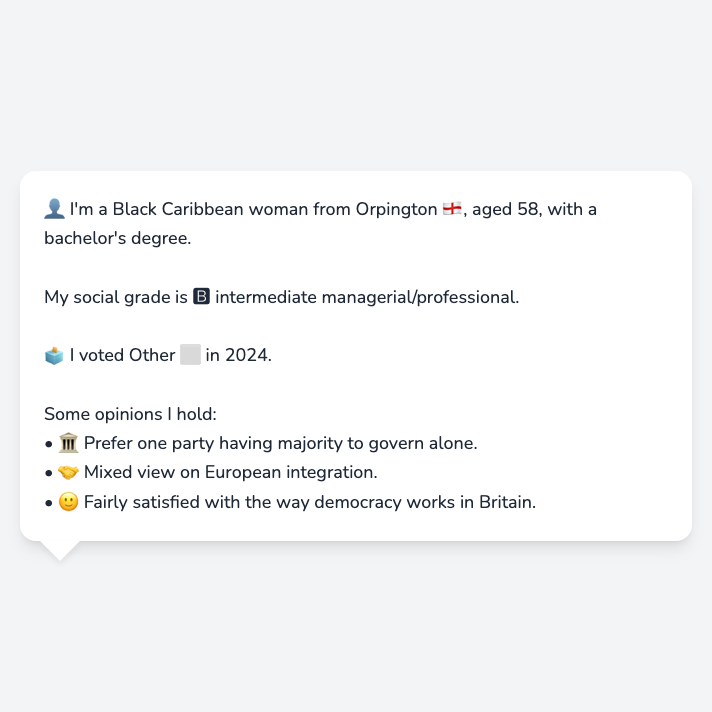 👤 I'm a Black Caribbean woman from Orpington 🏴󠁧󠁢󠁥󠁮󠁧󠁿, aged 58, with a
bachelor's degree.
My social grade is 🅱 intermediate managerial/professional.
🗳️ I voted Other ⬜ in 2024.
Some opinions I hold:
• 🏛️ Prefer one party having majority to govern alone.
• 🤝 Mixed view on European integration.
• 🙂 Fairly satisfied with the way democracy works in Britain.